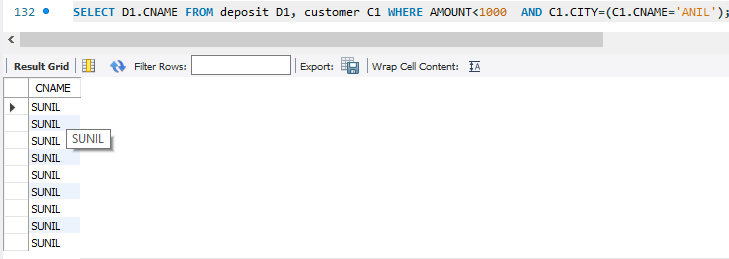 132 SELECT D1.CNAME FROM deposit D1, customer C1 WHERE AMOUNT<1000  AND C1.CITY=(C1.CNAME='ANIL');
Result Grid Filter Rows: Export: Wrap Cell Content: IA
CNAME
SUNIL
SUNIL
SUNIL SUNIL
SUNIL
SUNIL
SUNIL
SUNIL
SUNIL
SUNIL